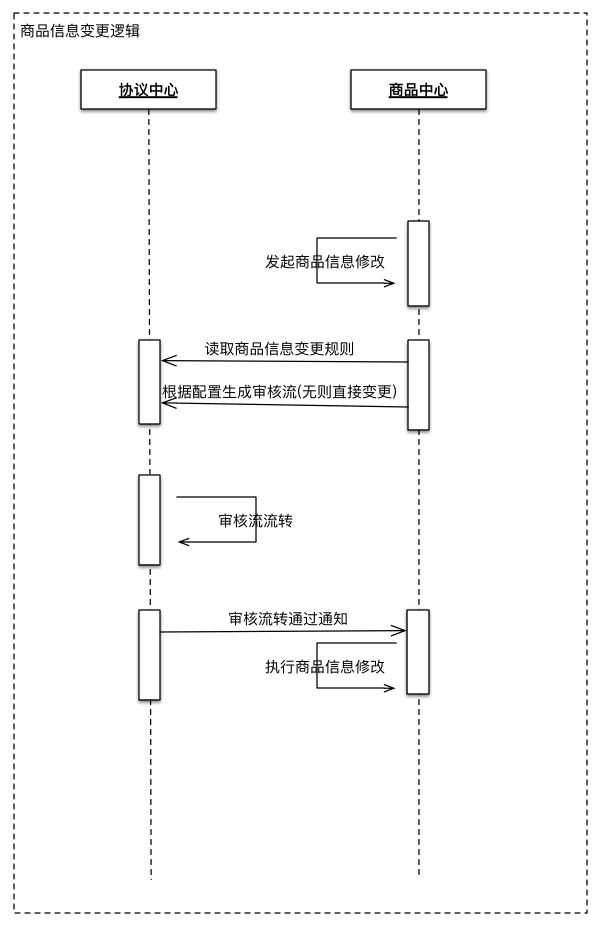 商品信息变更逻辑
协议中心
商品中心
发起商品信息修改
读取商品信息变更规则
根据配置生成审核流(无则直接变更)
审核流流转
审核流转通过通知
执行商品信息修改